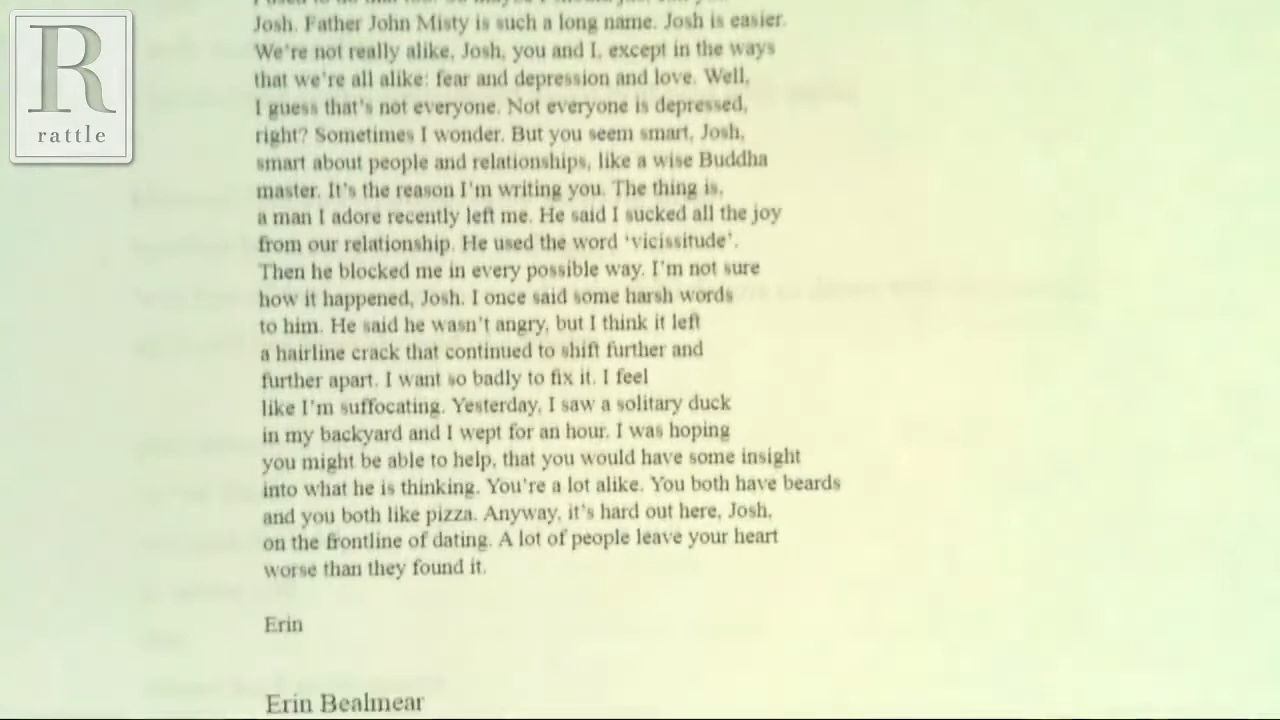 R
rattle
Josh. Father John Misty is such a long name. Josh is easier.
We're not really alike, Josh, you and I, except in the ways
that we're all alike: fear and depression and love. Well,
I guess that's not everyone. Not everyone is depressed,
right? Sometimes I wonder. But you seem smart, Josh,
smart about people and relationships, like a wise Buddha
master. It's the reason I'm writing you. The thing is,
a man I adore recently left me. He said I sucked all the joy
from our relationship. He used the word ‘vicissitude’.
Then he blocked me in every possible way. I'm not sure
how it happened, Josh. I once said some harsh words
to him. He said he wasn't angry, but I think it left
a hairline crack that continued to shift further and
further apart. I want so badly to fix it. I feel
like I'm suffocating. Yesterday, I saw a solitary duck
in my backyard and I wept for an hour. I was hoping
you might be able to help, that you would have some insight
into what he is thinking. You're a lot alike. You both have beards
and you both like pizza. Anyway, it's hard out here, Josh,
on the frontline of dating. A lot of people leave your heart
worse than they found it.
Erin
Erin Bealmear